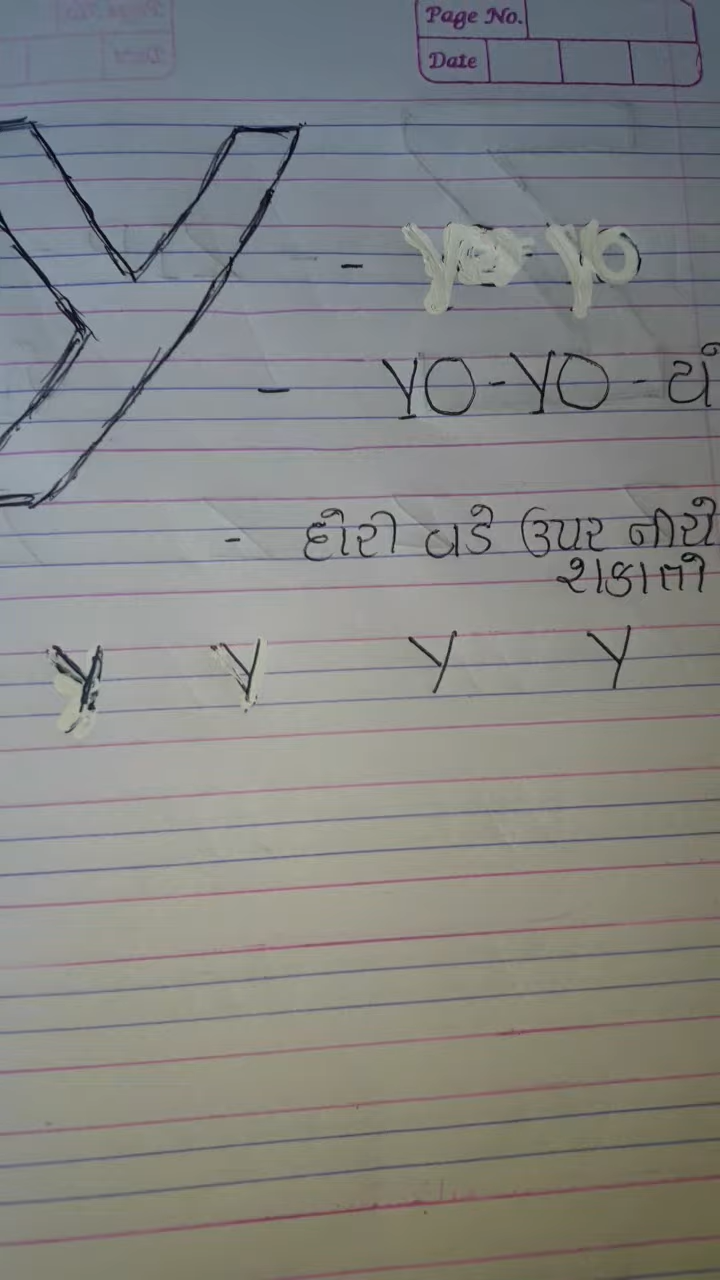 Page No.
Date
Y - yo-yo
- YO-YO -
- દોરી વડે ઉપર નીચે
શકાતો
Y Y Y Y